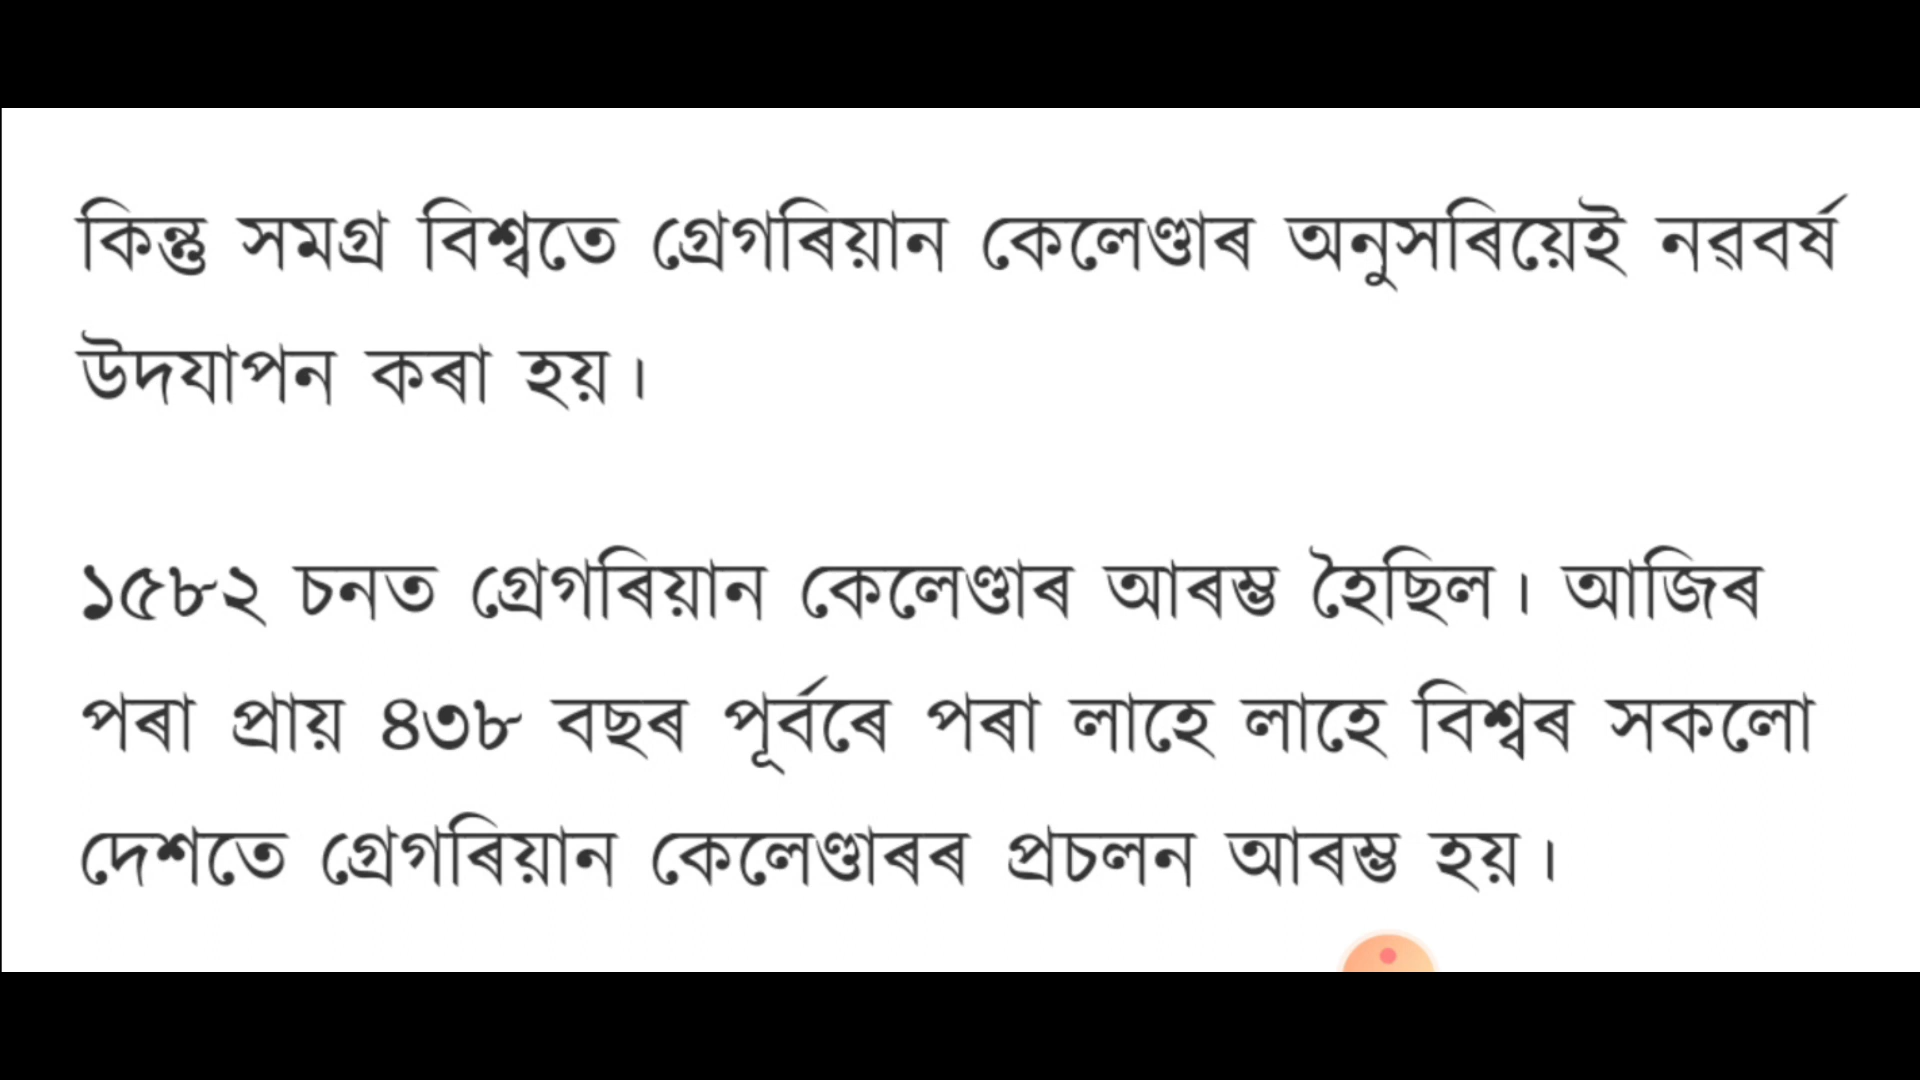 কিন্তু সমগ্ৰ বিশ্বতে গ্ৰেগৰিয়ান কেলেণ্ডাৰ অনুসৰিয়েই নৱবৰ্ষ
উদযাপন কৰা হয়।
১৫৮২ চনত গ্ৰেগৰিয়ান কেলেণ্ডাৰ আৰম্ভ হৈছিল। আজিৰ
পৰা প্ৰায় ৪৩৮ বছৰ পূৰ্বৰে পৰা লাহে লাহে বিশ্বৰ সকলো
দেশতে গ্ৰেগৰিয়ান কেলেণ্ডাৰৰ প্ৰচলন আৰম্ভ হয়।